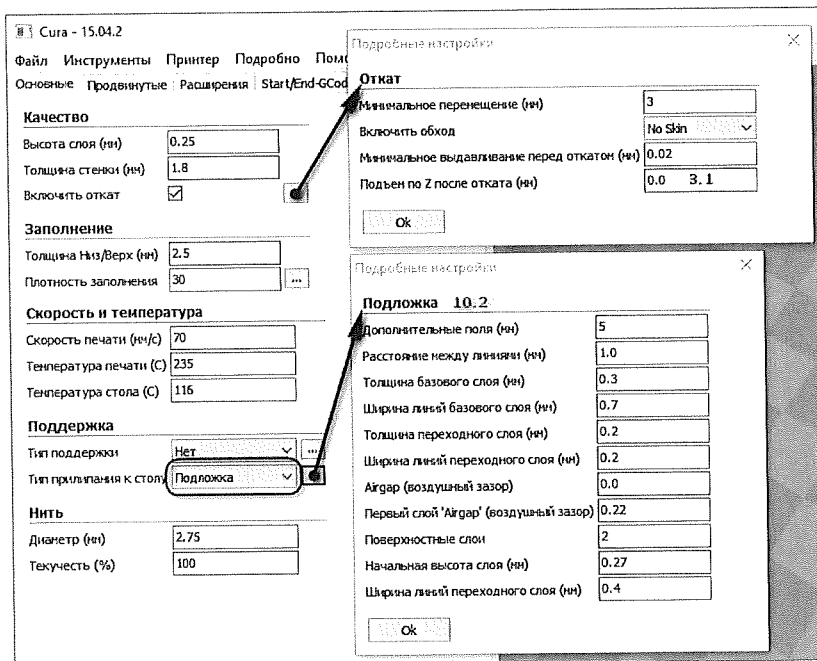 Cura - 15.04.2
Файл Инструменты Принтер Подробно
Основные Продвинутые Расширения Start/End-GCod
Качество
Высота слоя (мм) 0.25
Толщина стенки (мм) 1.8
Включить откат
Заполнение
Толщина Низ/Верх (мм) 2.5
Плотность заполнения 30 ...
Скорость и температура
Скорость печати (мм/с) 70
Температура печати (C) 235
Температура стола (C) 116
Поддержка
Тип поддержки Нет ...
Тип прилипания к столу Подложка
Нить
Диаметр (мм) 2.75
Текучесть (%) 100
Подробные настройки
Откат
Минимальное перемещение (мм) 3
Включить обход No Skin
Минимальное выдавливание перед откатом (мм) 0.02
Подъем по Z после отката (мм) 0.0 3.1
Ok
Подробные настройки
Подложка 10.2
Дополнительные поля (мм) 5
Расстояние между линиями (мм) 1.0
Толщина базового слоя (мм) 0.3
Ширина линий базового слоя (мм) 0.7
Толщина переходного слоя (мм) 0.2
Ширина линий переходного слоя (мм) 0.2
Airgap (воздушный зазор) 0.0
Первый слой 'Airgap' (воздушный зазор) 0.22
Поверхностные слои 2
Начальная высота слоя (мм) 0.27
Ширина линий переходного слоя (мм) 0.4
Ok